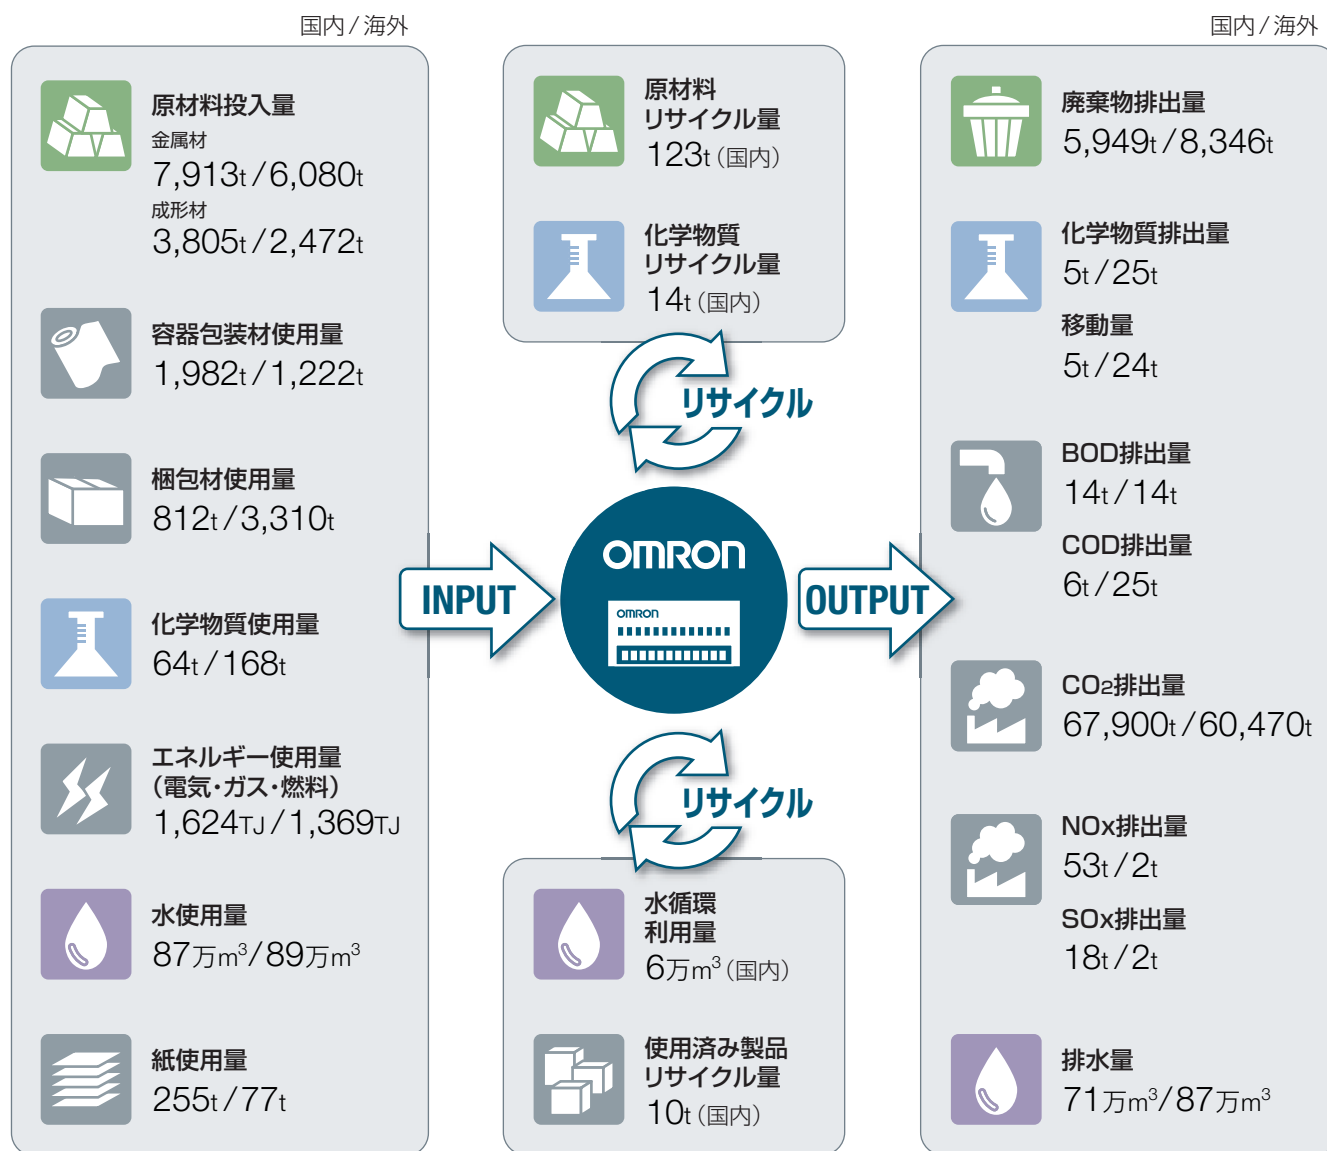 国内/海外
原材料投入量
金属材
7,913t/6,080t
成形材
3,805t/2,472t
容器包装材使用量
1,982t/1,222t
梱包材使用量
812t/3,310t
化学物質使用量
64t/168t
エネルギー使用量
(電気・ガス・燃料)
1,624TJ/1,369TJ
水使用量
87万m³/89万m³
紙使用量
255t/77t
INPUT
原材料
リサイクル量
123t(国内)
化学物質
リサイクル量
14t(国内)
リサイクル
OMRON
OMRON
リサイクル
水循環
利用量
6万m³(国内)
使用済み製品
リサイクル量
10t(国内)
OUTPUT
国内/海外
廃棄物排出量
5,949t/8,346t
化学物質排出量
5t/25t
移動量
5t/24t
BOD排出量
14t/14t
COD排出量
6t/25t
CO₂排出量
67,900t/60,470t
NOx排出量
53t/2t
SOx排出量
18t/2t
排水量
71万m³/87万m³